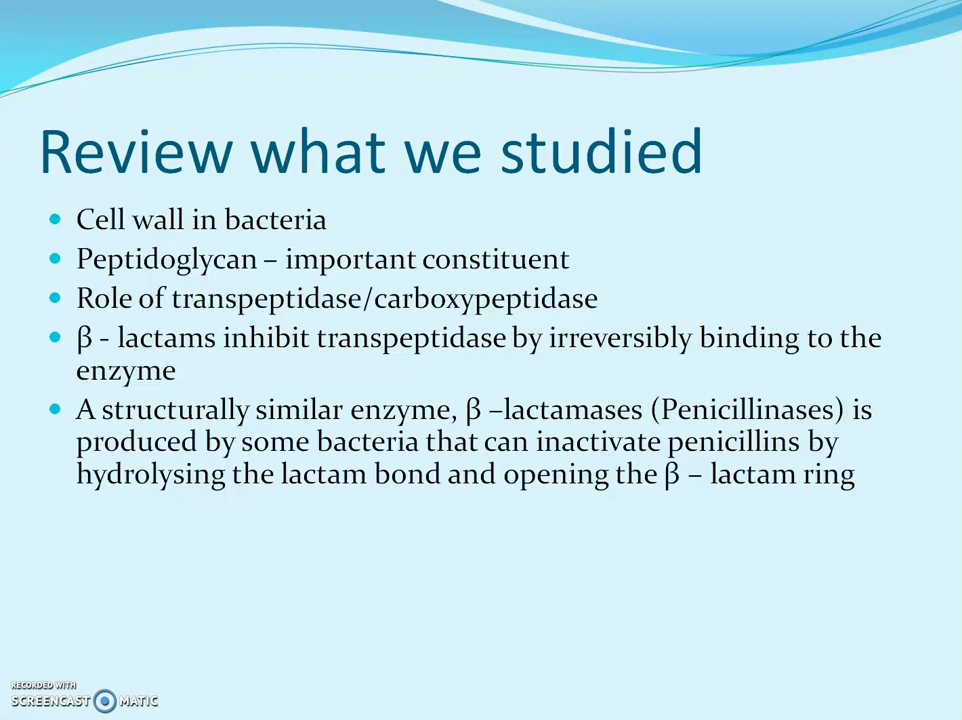 Review what we studied
Cell wall in bacteria
Peptidoglycan – important constituent
Role of transpeptidase/carboxypeptidase
β - lactams inhibit transpeptidase by irreversibly binding to the
enzyme
A structurally similar enzyme, β –lactamases (Penicillinases) is
produced by some bacteria that can inactivate penicillins by
hydrolysing the lactam bond and opening the β – lactam ring
RECORDED WITH
SCREENCAST MATIC